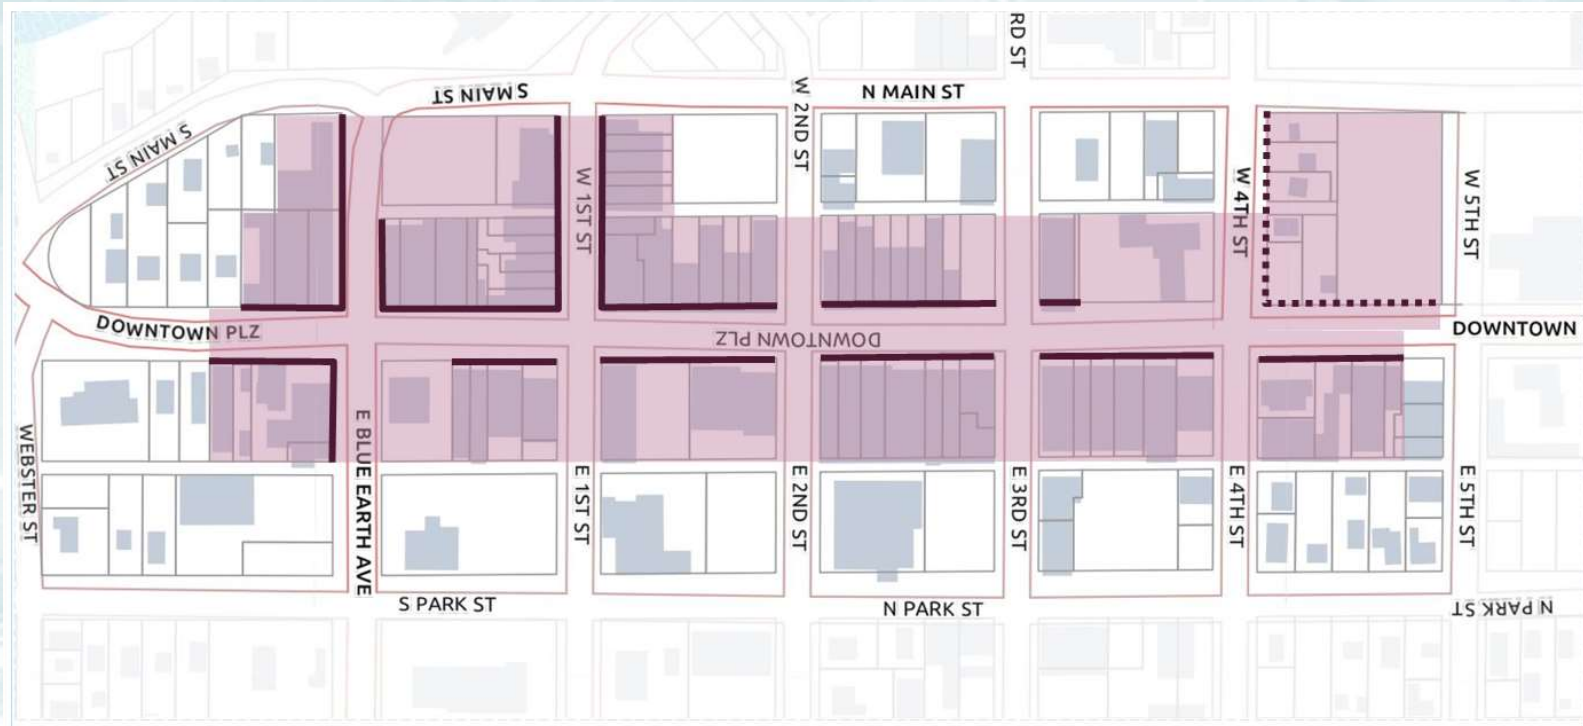 RD ST
S MAIN ST
N MAIN ST
W 2ND ST
S MAIN ST
W 1ST ST
W 4TH ST
W 5TH ST
DOWNTOWN PLZ
DOWNTOWN PLZ
DOWNTOWN
WEBSTER ST
E BLUE EARTH AVE
E 1ST ST
E 2ND ST
E 3RD ST
E 4TH ST
E 5TH ST
S PARK ST
N PARK ST
N PARK ST